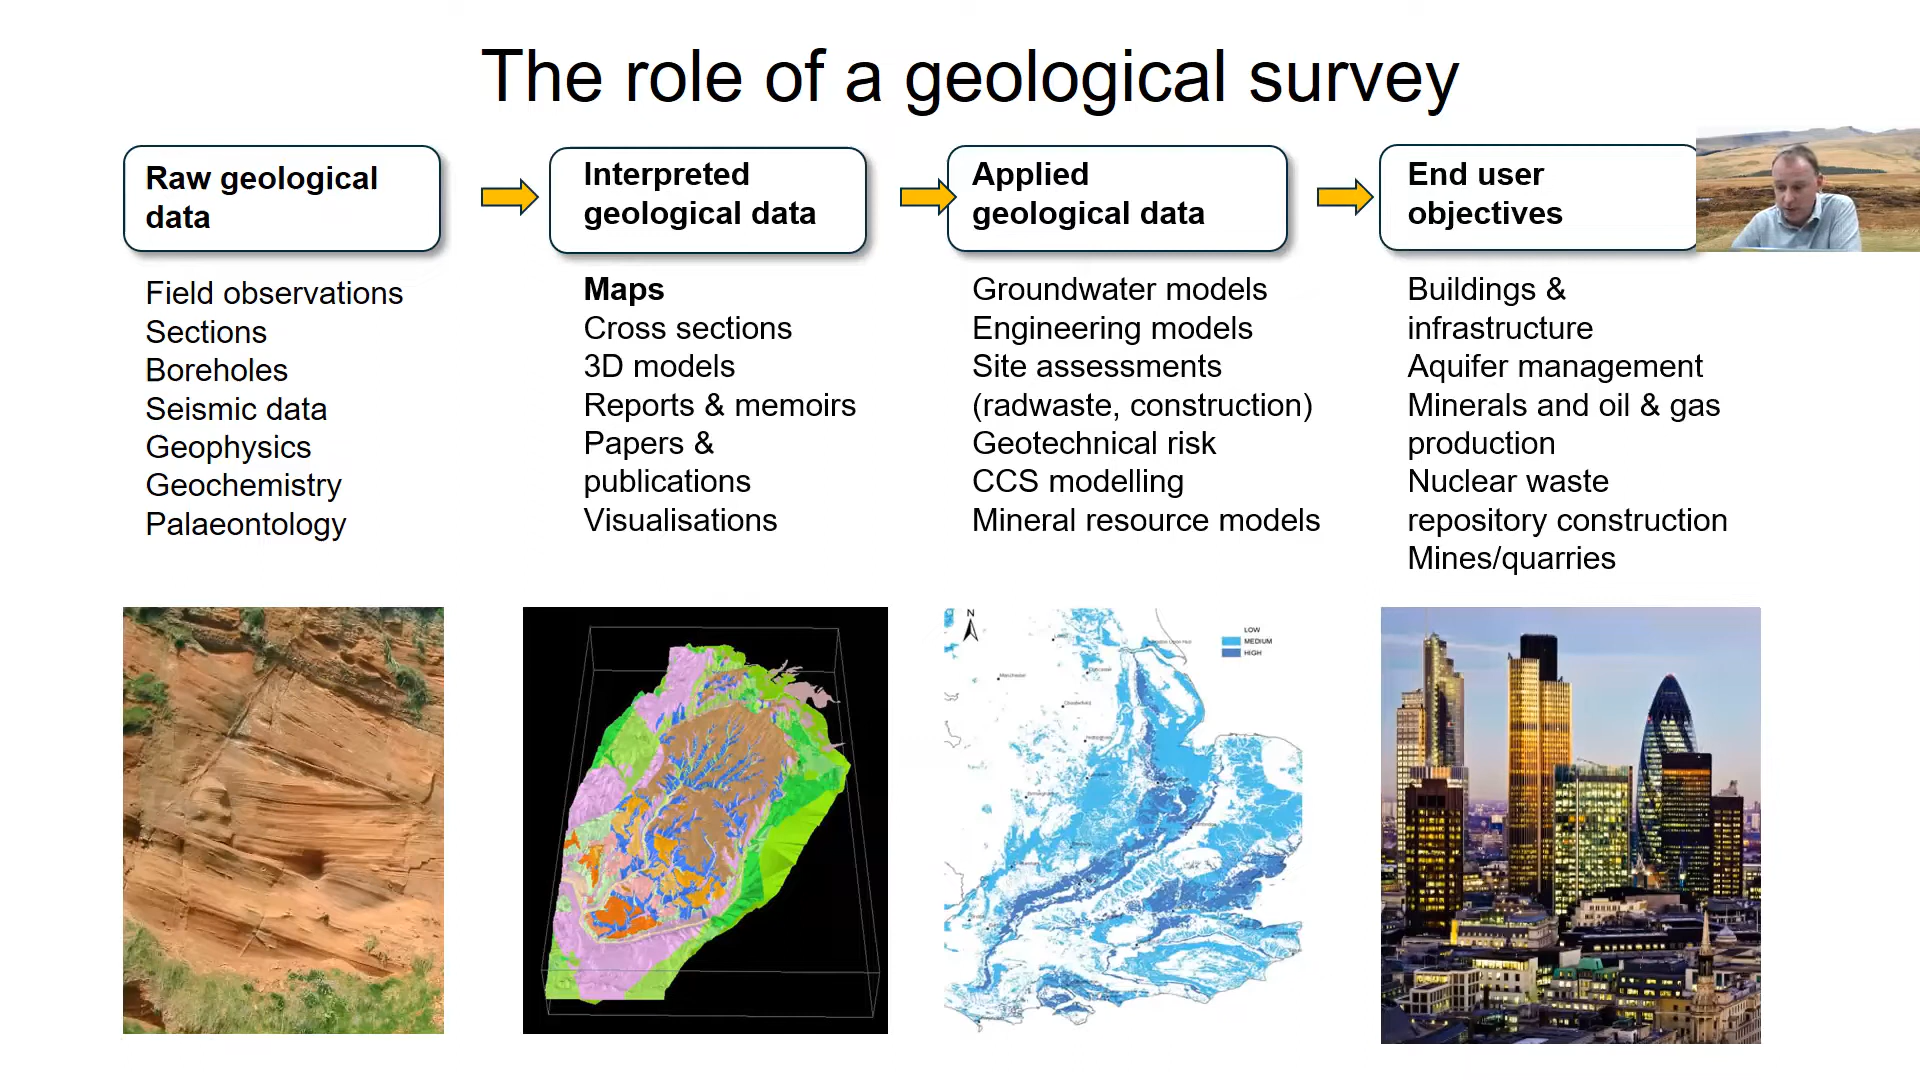 The role of a geological survey
Raw geological
data
Field observations
Sections
Boreholes
Seismic data
Geophysics
Geochemistry
Palaeontology
Interpreted
geological data
Maps
Cross sections
3D models
Reports & memoirs
Papers &
publications
Visualisations
Applied
geological data
Groundwater models
Engineering models
Site assessments
(radwaste, construction)
Geotechnical risk
CCS modelling
Mineral resource models
End user
objectives
Buildings &
infrastructure
Aquifer management
Minerals and oil & gas
production
Nuclear waste
repository construction
Mines/quarries
N
LOW
MEDIUM
HIGH
Manchester